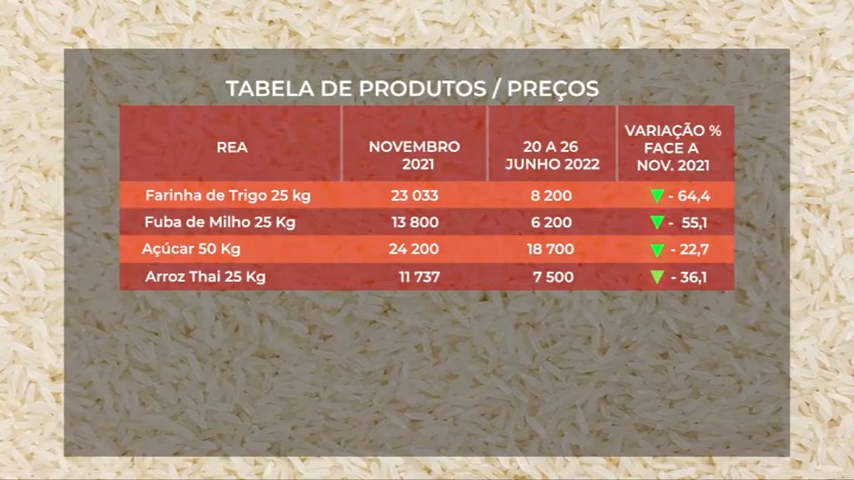 TABELA DE PRODUTOS / PREÇOS
REA NOVEMBRO 2021 20 A 26 JUNHO 2022 VARIAÇÃO % FACE A NOV. 2021
Farinha de Trigo 25 kg 23 033 8 200 - 64,4
Fuba de Milho 25 Kg 13 800 6 200 - 55,1
Açúcar 50 Kg 24 200 18 700 - 22,7
Arroz Thai 25 Kg 11 737 7 500 - 36,1